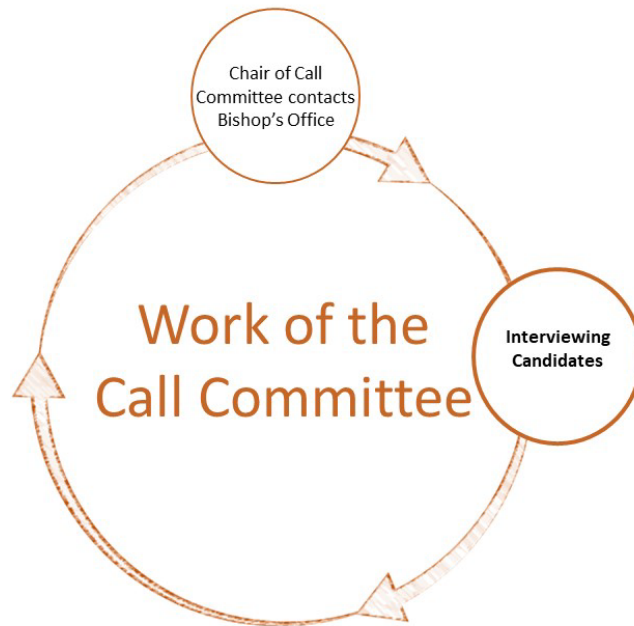 Chair of Call
Committee contacts
Bishop's Office
Work of the
Call Committee
Interviewing
Candidates